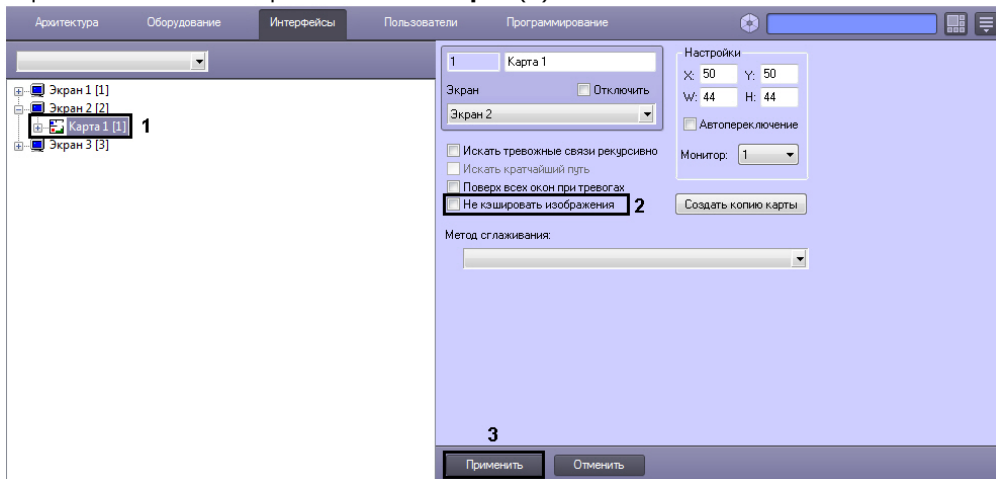 Архитектура Оборудование Интерфейсы Пользователи Программирование
1 Карта 1
Экран Отключить
Экран 2
Настройки
X: 50 Y: 50
W: 44 H: 44
Автопереключение
Монитор: 1
Экран 1 [1]
Экран 2 [2]
Карта 1 [1] 1
Экран 3 [3]
Искать тревожные связи рекурсивно
Искать кратчайший путь
Поверх всех окон при тревогах
Не кэшировать изображения 2
Создать копию карты
Метод сглаживания:
3
Применить Отменить